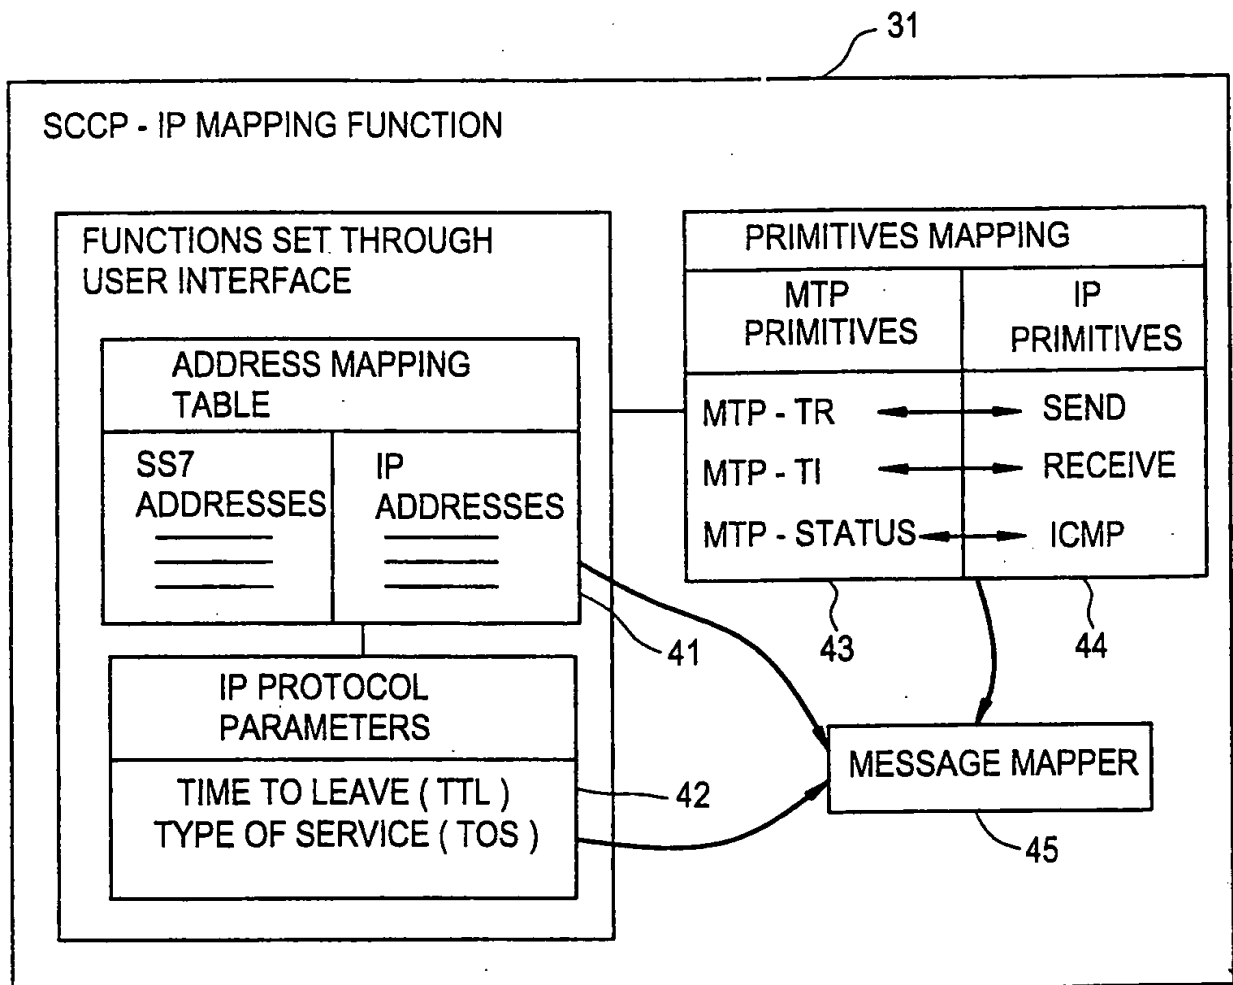 31
SCCP - IP MAPPING FUNCTION
FUNCTIONS SET THROUGH
USER INTERFACE
ADDRESS MAPPING
TABLE
SS7
ADDRESSES
IP
ADDRESSES
41
IP PROTOCOL
PARAMETERS
TIME TO LEAVE ( TTL )
TYPE OF SERVICE ( TOS )
42
PRIMITIVES MAPPING
MTP
PRIMITIVES
IP
PRIMITIVES
MTP - TR
SEND
MTP - TI
RECEIVE
MTP - STATUS
ICMP
43
44
MESSAGE MAPPER
45